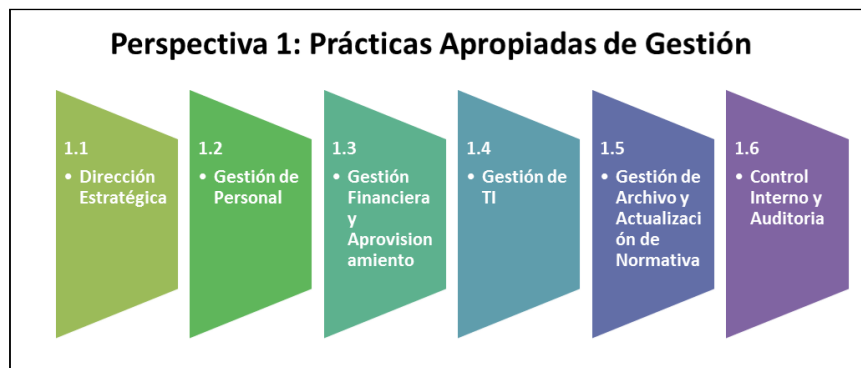 Perspectiva 1: Prácticas Apropiadas de Gestión
1.1
• Dirección
Estratégica
1.2
• Gestión de
Personal
1.3
• Gestión
Financiera
y
Aprovision
amiento
1.4
• Gestión de
TI
1.5
• Gestión de
Archivo y
Actualizaci
ón de
Normativa
1.6
• Control
Interno y
Auditoria